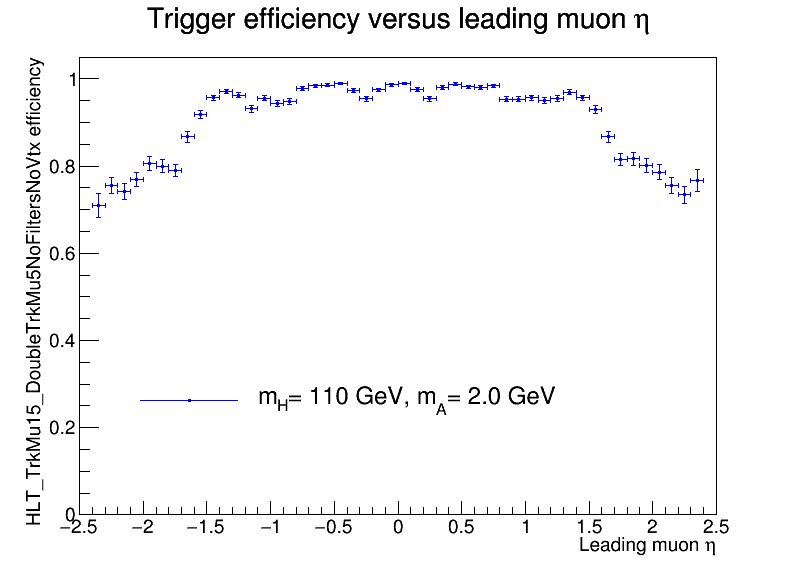 Trigger efficiency versus leading muon η
HLT_TrkMu15_DoubleTrkMu5NoFiltersNoVtx efficiency
1
0.8
0.6
0.4
0.2
0
mH= 110 GeV, mA= 2.0 GeV
−2.5 −2 −1.5 −1 −0.5 0 0.5 1 1.5 2 2.5
Leading muon η